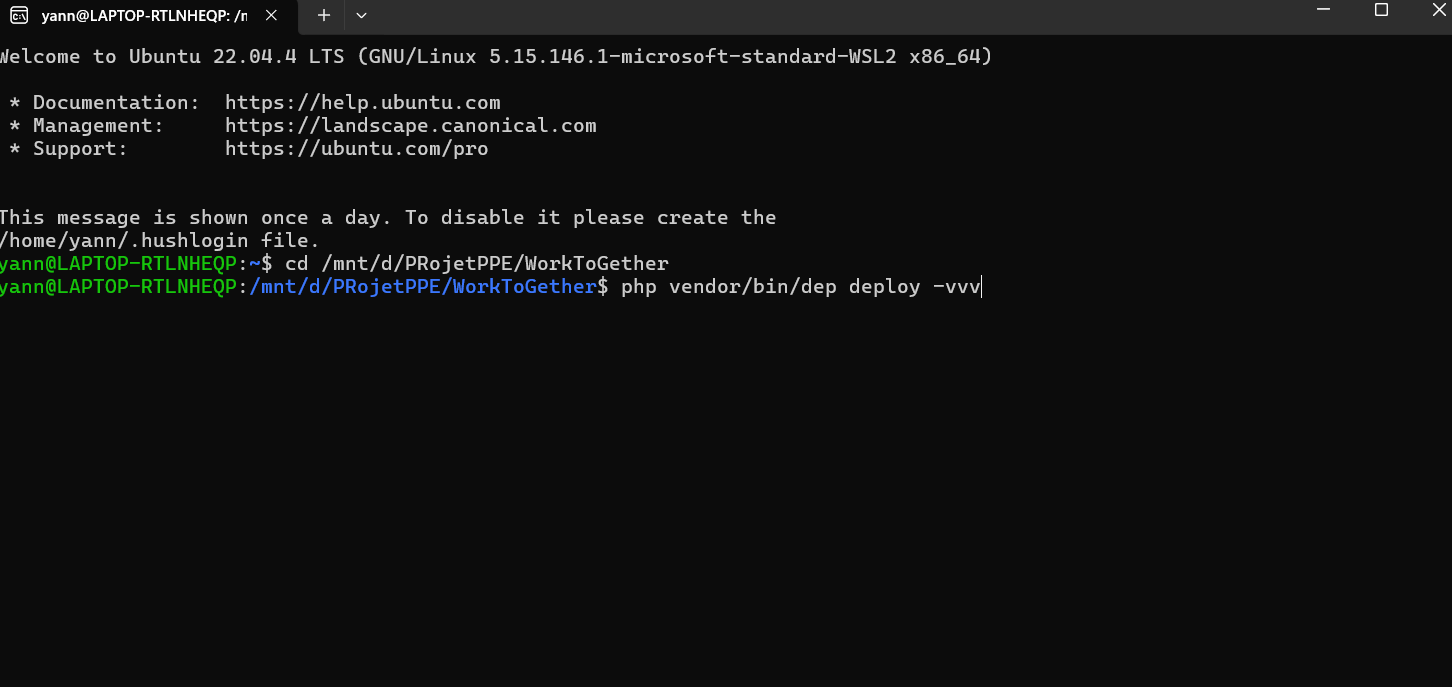 yann@LAPTOP-RTLNHEQP: /n
Welcome to Ubuntu 22.04.4 LTS (GNU/Linux 5.15.146.1-microsoft-standard-WSL2 x86_64)
* Documentation:  https://help.ubuntu.com
* Management:     https://landscape.canonical.com
* Support:        https://ubuntu.com/pro
This message is shown once a day. To disable it please create the
/home/yann/.hushlogin file.
yann@LAPTOP-RTLNHEQP:~$ cd /mnt/d/PRojetPPE/WorkToGether
yann@LAPTOP-RTLNHEQP:/mnt/d/PRojetPPE/WorkToGether$ php vendor/bin/dep deploy -vvv